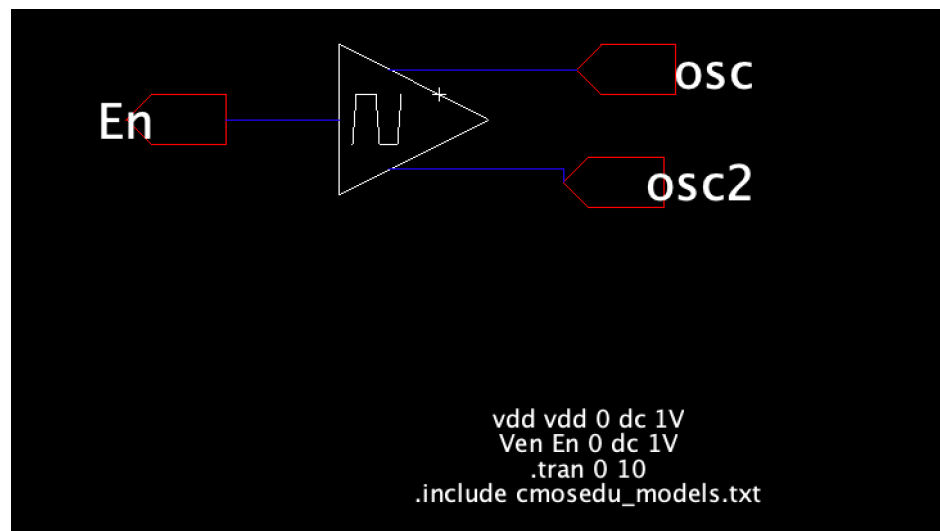 osc
En
osc2
vdd vdd 0 dc 1V
Ven En 0 dc 1V
.tran 0 10
.include cmosedu_models.txt